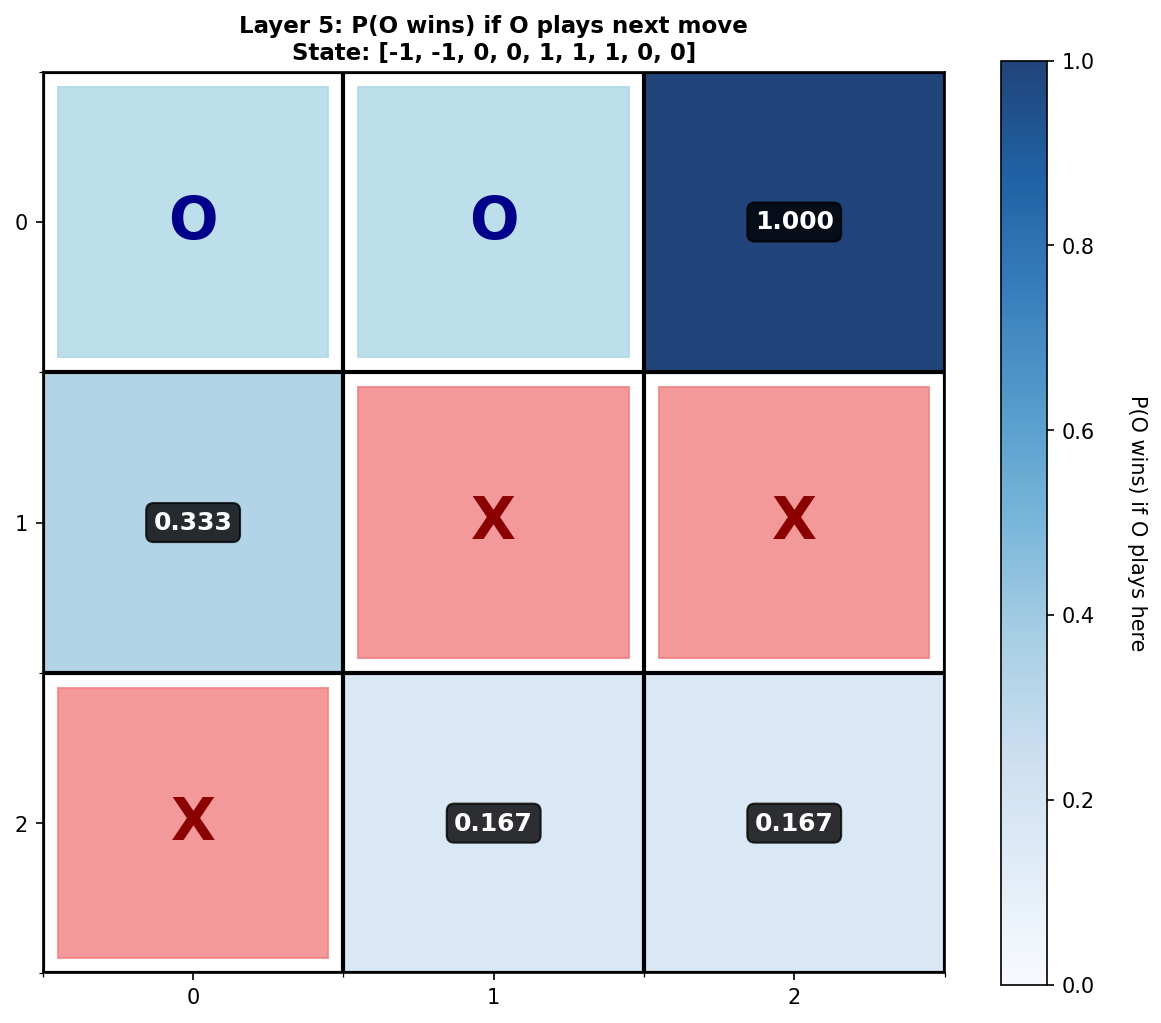 Layer 5: P(O wins) if O plays next move
State: [-1, -1, 0, 0, 1, 1, 1, 0, 0]
0
O
O
1.000
1
0.333
X
X
2
X
0.167
0.167
0
1
2
1.0
0.8
0.6
0.4
0.2
0.0
P(O wins) if O plays here